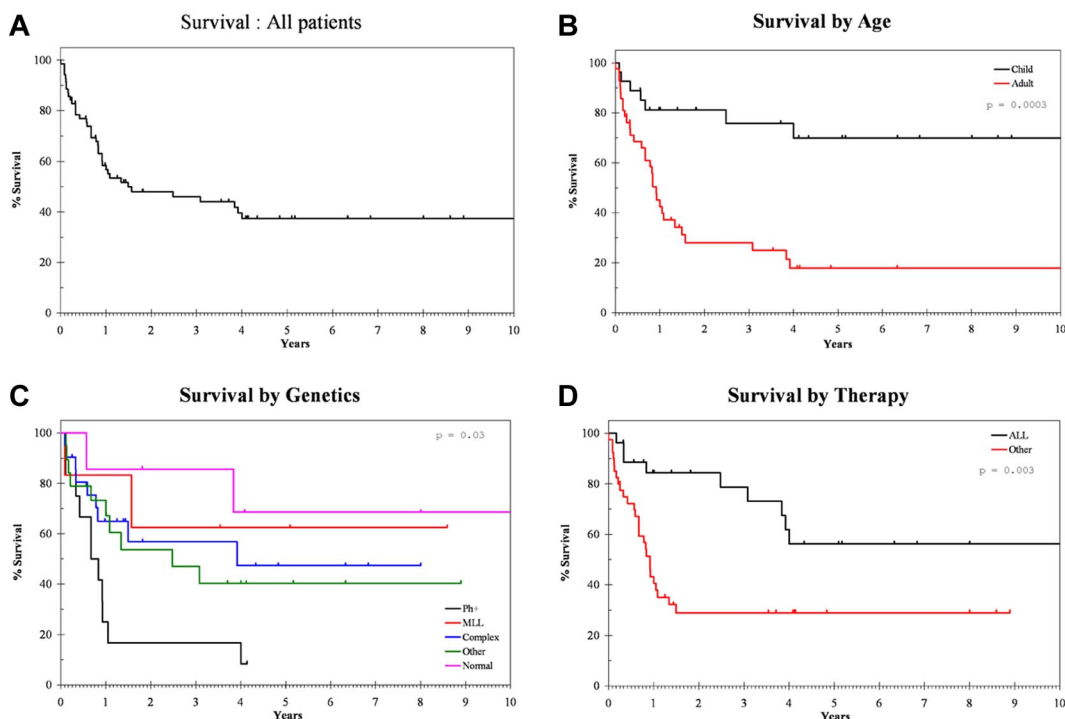 A
Survival : All patients
% Survival
100
80
60
40
20
0
0 1 2 3 4 5 6 7 8 9 10
Years
B
Survival by Age
% Survival
100
80
60
40
20
0
Child
Adult
p = 0.0003
0 1 2 3 4 5 6 7 8 9 10
Years
C
Survival by Genetics
% Survival
100
80
60
40
20
0
p = 0.03
Ph+
MLL
Complex
Other
Normal
0 1 2 3 4 5 6 7 8 9 10
Years
D
Survival by Therapy
% Survival
100
80
60
40
20
0
ALL
Other
p = 0.003
0 1 2 3 4 5 6 7 8 9 10
Years